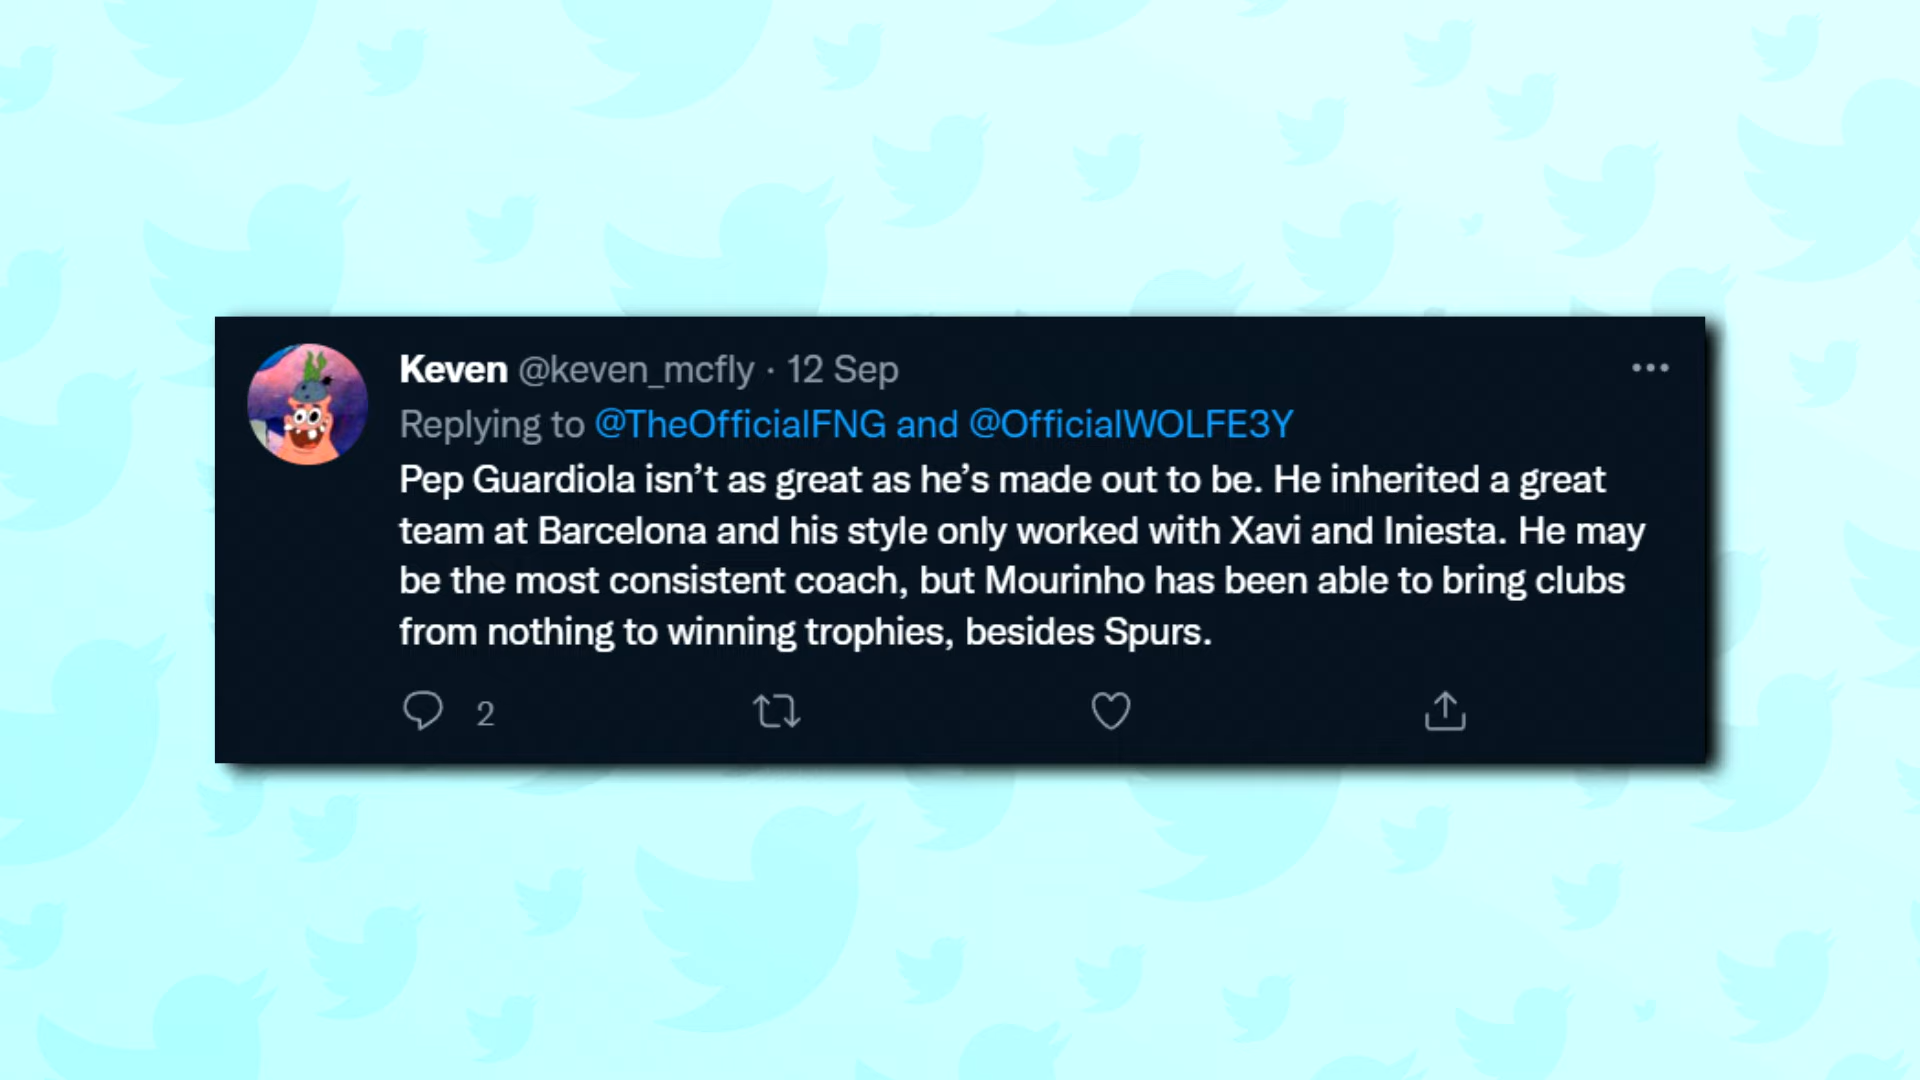 Keven @keven_mcfly · 12 Sep
Replying to @TheOfficialFNG and @OfficialWOLFE3Y
Pep Guardiola isn’t as great as he’s made out to be. He inherited a great
team at Barcelona and his style only worked with Xavi and Iniesta. He may
be the most consistent coach, but Mourinho has been able to bring clubs
from nothing to winning trophies, besides Spurs.
2